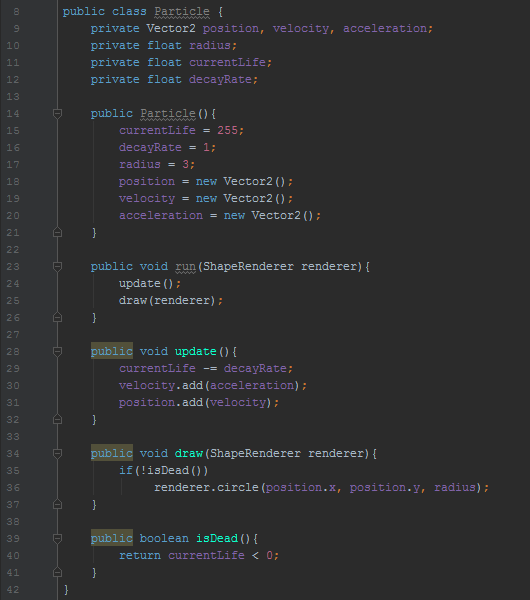 8 public class Particle {
9     private Vector2 position, velocity, acceleration;
10     private float radius;
11     private float currentLife;
12     private float decayRate;
13
14     public Particle(){
15         currentLife = 255;
16         decayRate = 1;
17         radius = 3;
18         position = new Vector2();
19         velocity = new Vector2();
20         acceleration = new Vector2();
21     }
22
23     public void run(ShapeRenderer renderer){
24         update();
25         draw(renderer);
26     }
27
28     public void update(){
29         currentLife -= decayRate;
30         velocity.add(acceleration);
31         position.add(velocity);
32     }
33
34     public void draw(ShapeRenderer renderer){
35         if(!isDead())
36              renderer.circle(position.x, position.y, radius);
37     }
38
39     public boolean isDead(){
40         return currentLife < 0;
41     }
42 }